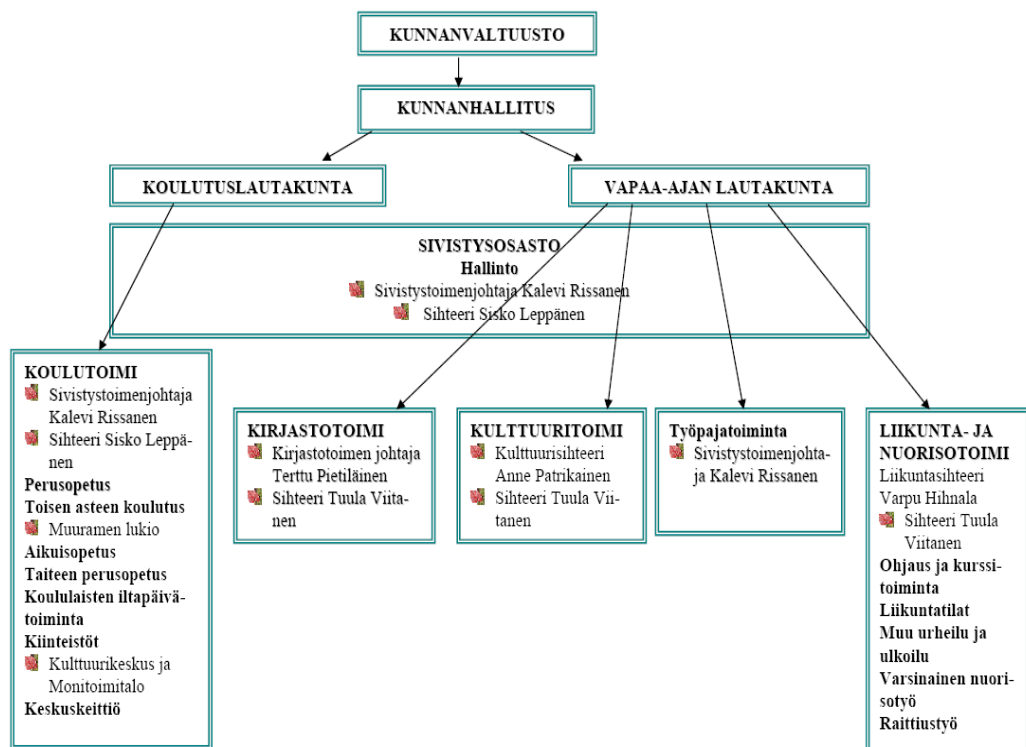 KUNNANVALTUUSTO
KUNNANHALLITUS
KOULUTUSLAUTAKUNTA
VAPAA-AJAN LAUTAKUNTA
SIVISTYSOSASTO
Hallinto
Sivistystoimenjohtaja Kalevi Rissanen
Sihteeri Sisko Leppänen
KOULUTOIMI
Sivistystoimenjohtaja
Kalevi Rissanen
Sihteeri Sisko Leppä-
nen
Perusopetus
Toisen asteen koulutus
Muuramen lukio
Aikuisopetus
Taiteen perusopetus
Koululaisten iltapäivä-
toiminta
Kiinteistöt
Kulttuurikeskus ja
Monitoimitalo
Keskuskeittiö
KIRJASTOTOIMI
Kirjastotoimen johtaja
Terttu Pietiläinen
Sihteeri Tuula Viita-
nen
KULTTUURITOIMI
Kulttuurisihteeri
Anne Patrikainen
Sihteeri Tuula Vii-
tanen
Työpajatoiminta
Sivistystoimenjohta-
ja Kalevi Rissanen
LIIKUNTA- JA
NUORISOTOIMI
Liikuntasihteeri
Varpu Hihnala
Sihteeri Tuula
Viitanen
Ohjaus ja kurssi-
toiminta
Liikuntatilat
Muu urheilu ja
ulkoilu
Varsinainen nuori-
sotyö
Raittiustyö